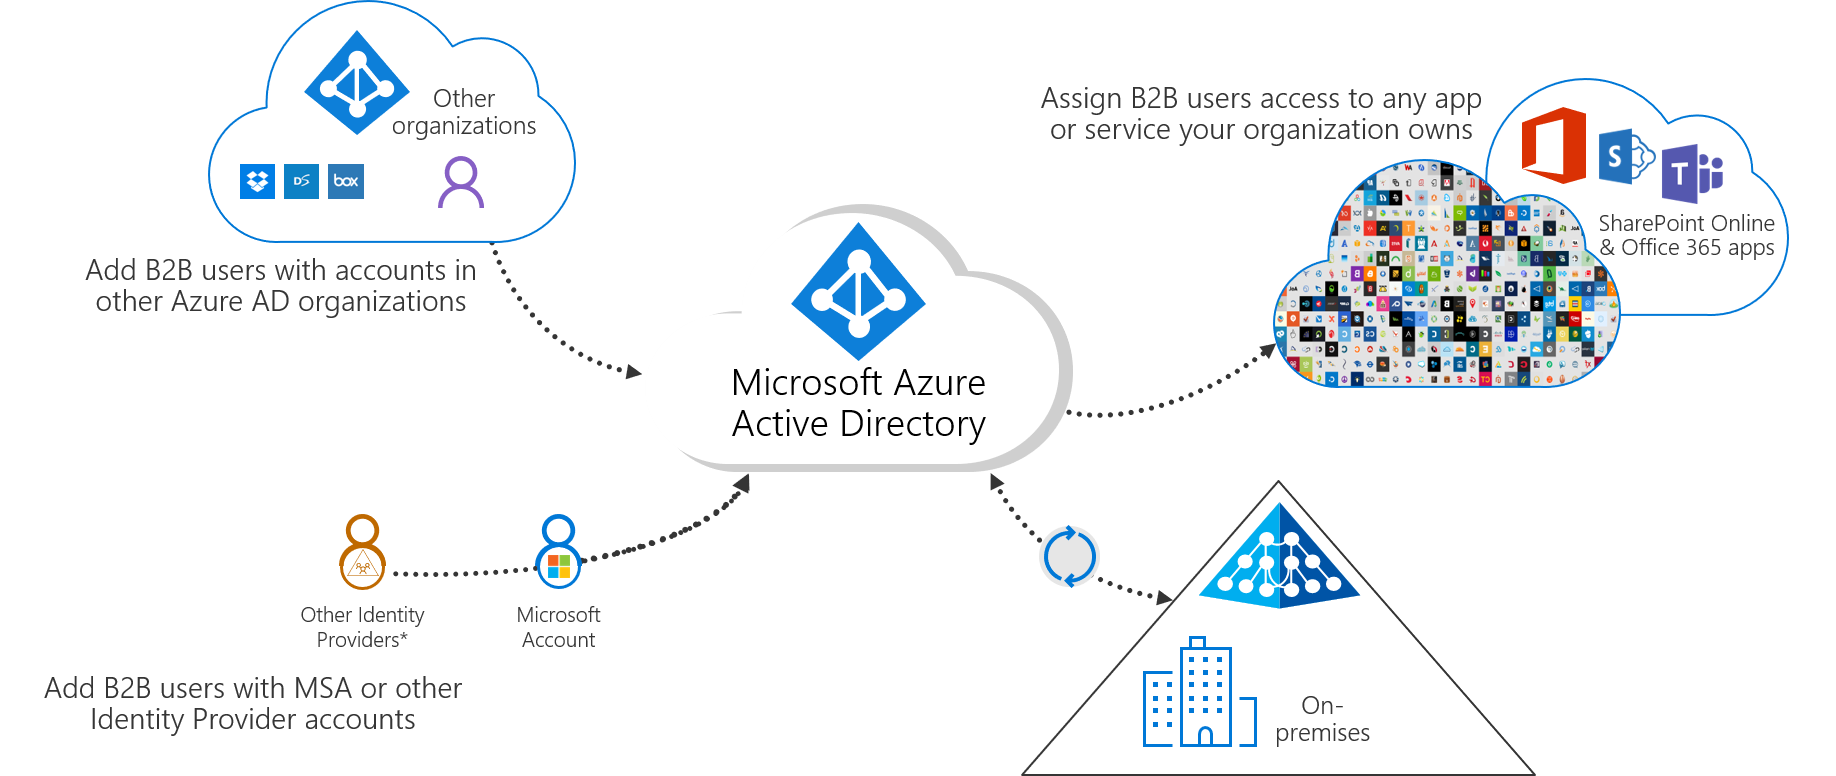 Other
organizations
DS
box
Add B2B users with accounts in
other Azure AD organizations
Assign B2B users access to any app
or service your organization owns
S
T
SharePoint Online
& Office 365 apps
Microsoft Azure
Active Directory
Other Identity
Providers*
Microsoft
Account
Add B2B users with MSA or other
Identity Provider accounts
On-
premises